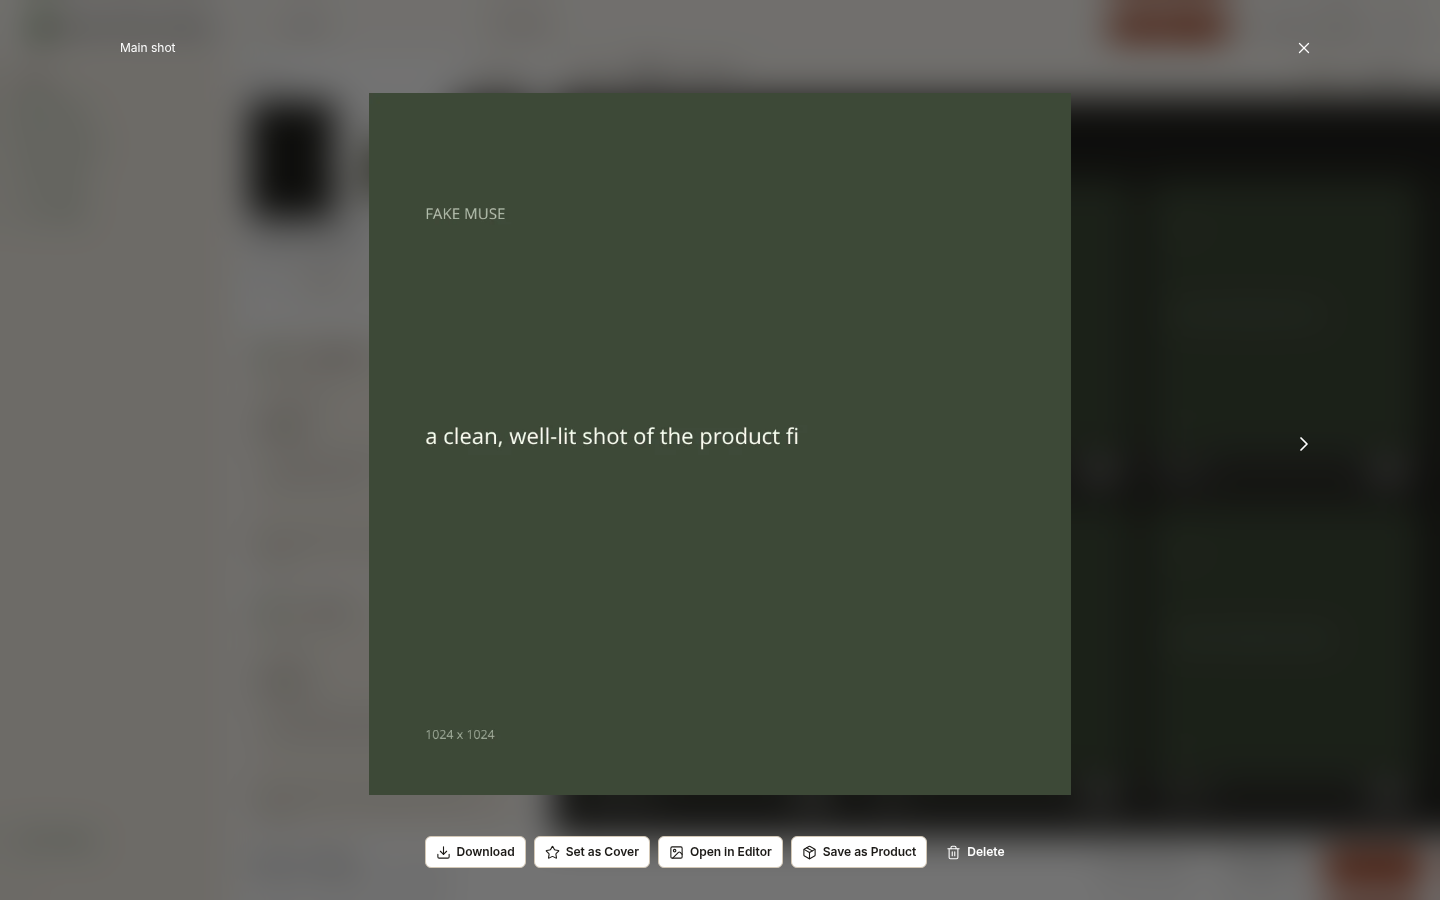 Main shot
FAKE MUSE
a clean, well-lit shot of the product fi
1024 x 1024
Download
Set as Cover
Open in Editor
Save as Product
Delete